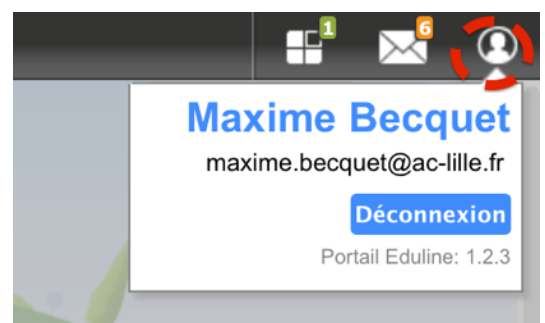 1
6
Maxime Becquet
maxime.becquet@ac-lille.fr
Déconnexion
Portail Eduline: 1.2.3